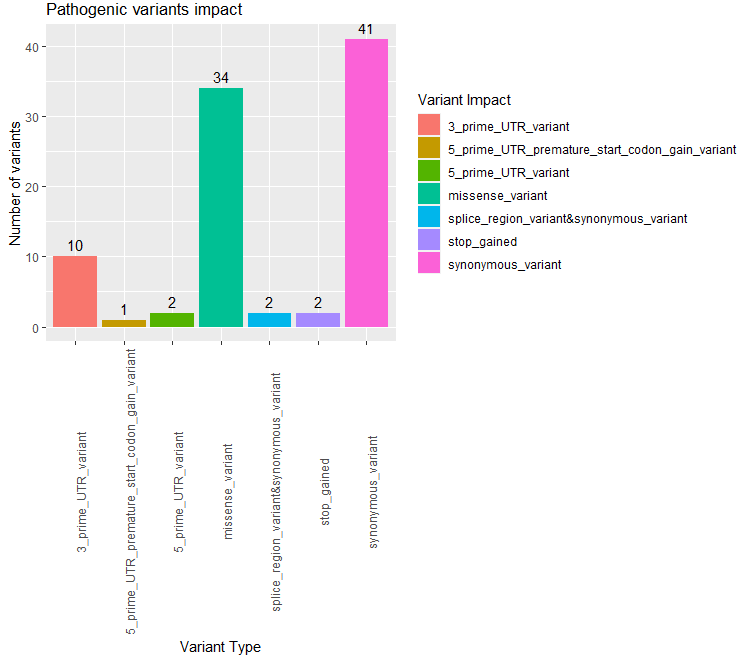 Pathogenic variants impact
Number of variants
40
30
20
10
0
10
1
2
34
2
2
41
3_prime_UTR_variant
5_prime_UTR_premature_start_codon_gain_variant
5_prime_UTR_variant
missense_variant
splice_region_variant&synonymous_variant
stop_gained
synonymous_variant
Variant Type
Variant Impact
3_prime_UTR_variant
5_prime_UTR_premature_start_codon_gain_variant
5_prime_UTR_variant
missense_variant
splice_region_variant&synonymous_variant
stop_gained
synonymous_variant